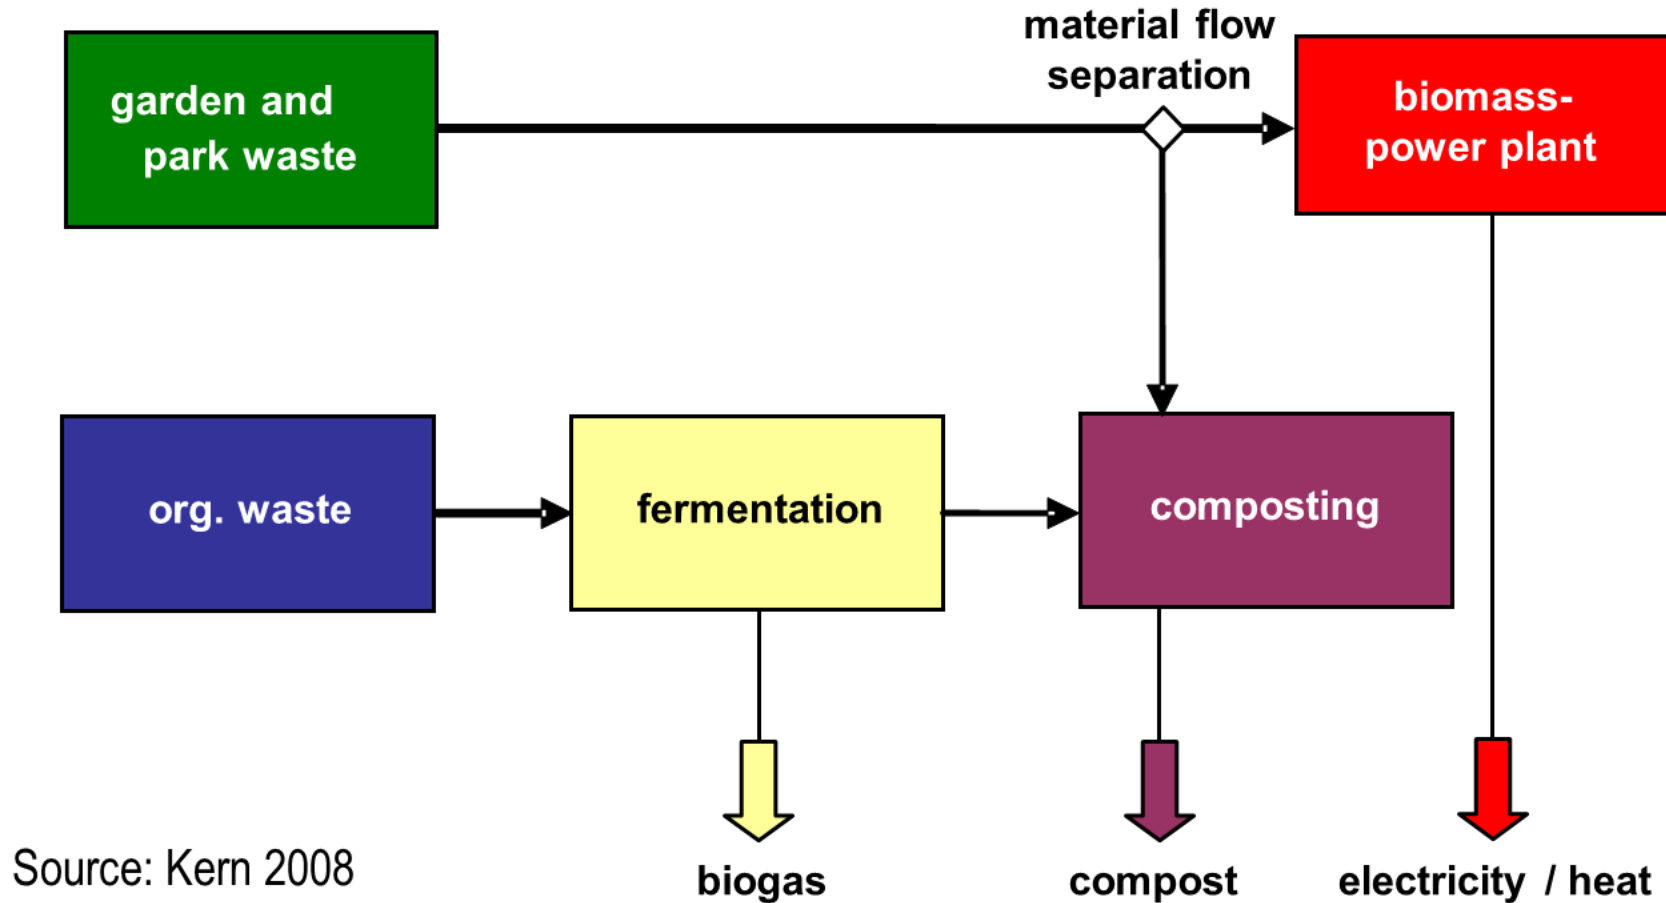 material flow
separation
garden and
park waste
biomass-
power plant
org. waste
fermentation
composting
Source: Kern 2008
biogas
compost
electricity / heat